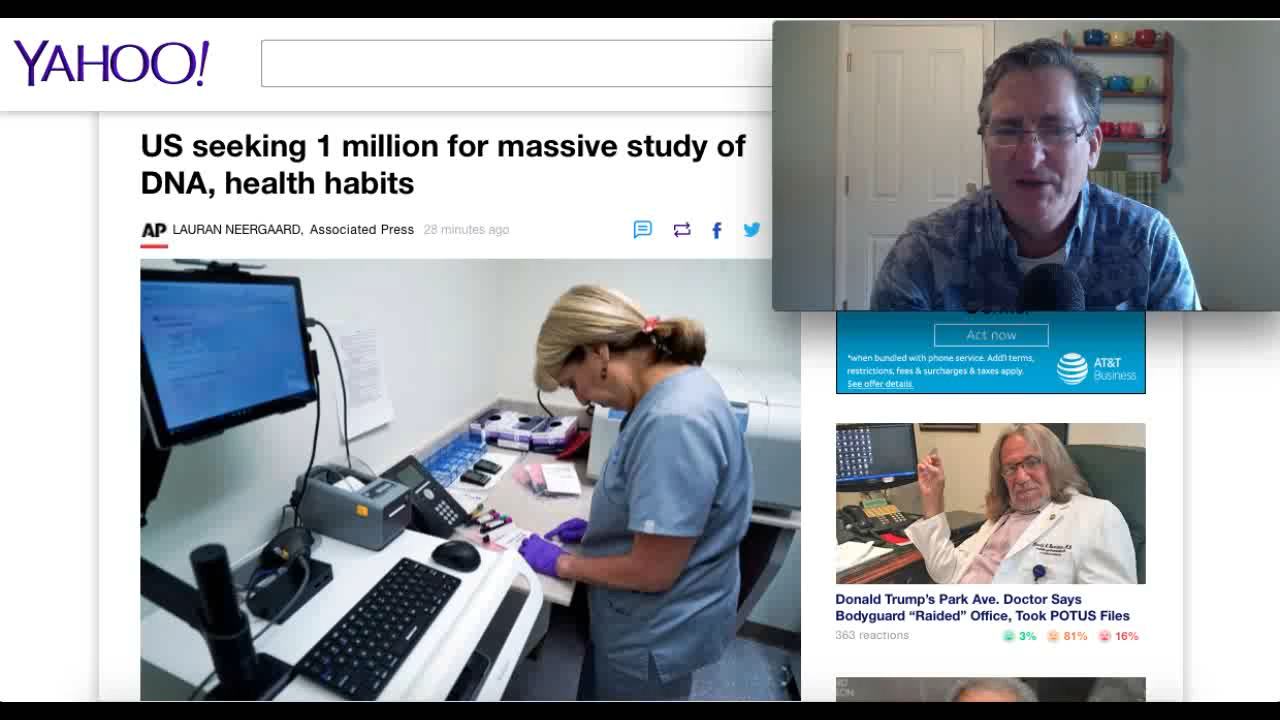 YAHOO!
US seeking 1 million for massive study of
DNA, health habits
AP LAURAN NEERGAARD, Associated Press 28 minutes ago
Act now
*when bundled with phone service. Add'l terms,
restrictions, fees & surcharges & taxes apply.
See offer details.
AT&T
Business
Donald Trump's Park Ave. Doctor Says
Bodyguard "Raided" Office, Took POTUS Files
363 reactions
3% 81% 16%